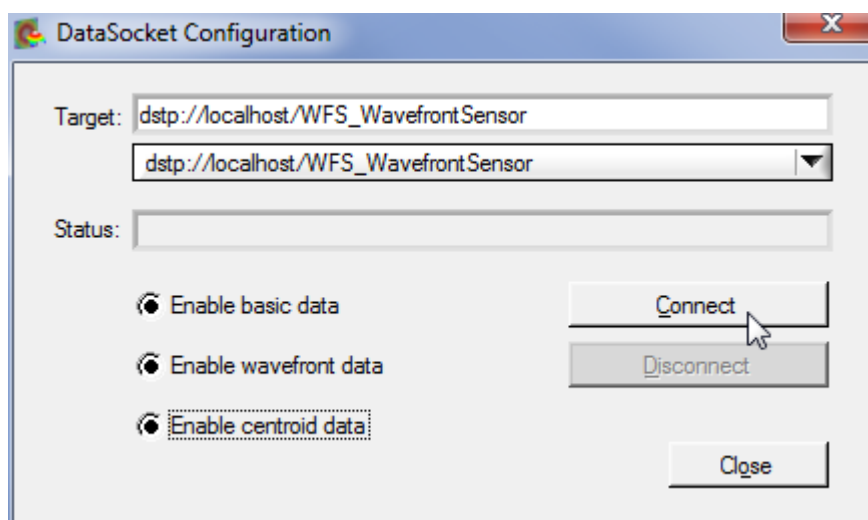 DataSocket Configuration
Target: dstp://localhost/WFS_WavefrontSensor
dstp://localhost/WFS_WavefrontSensor
Status:
Enable basic data
Connect
Enable wavefront data
Disconnect
Enable centroid data
Close